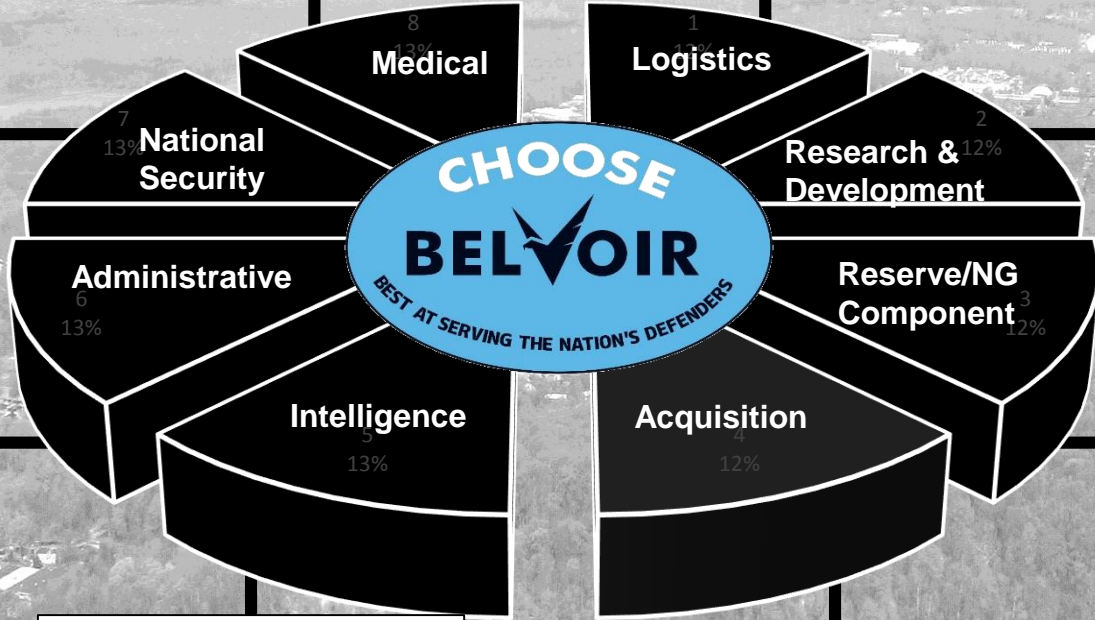 8
13%
Medical
1
13%
Logistics
7
13%
National
Security
2
12%
Research &
Development
CHOOSE
BELVOIR
BEST AT SERVING THE NATION'S DEFENDERS
6
13%
Administrative
3
12%
Reserve/NG
Component
5
13%
Intelligence
4
12%
Acquisition